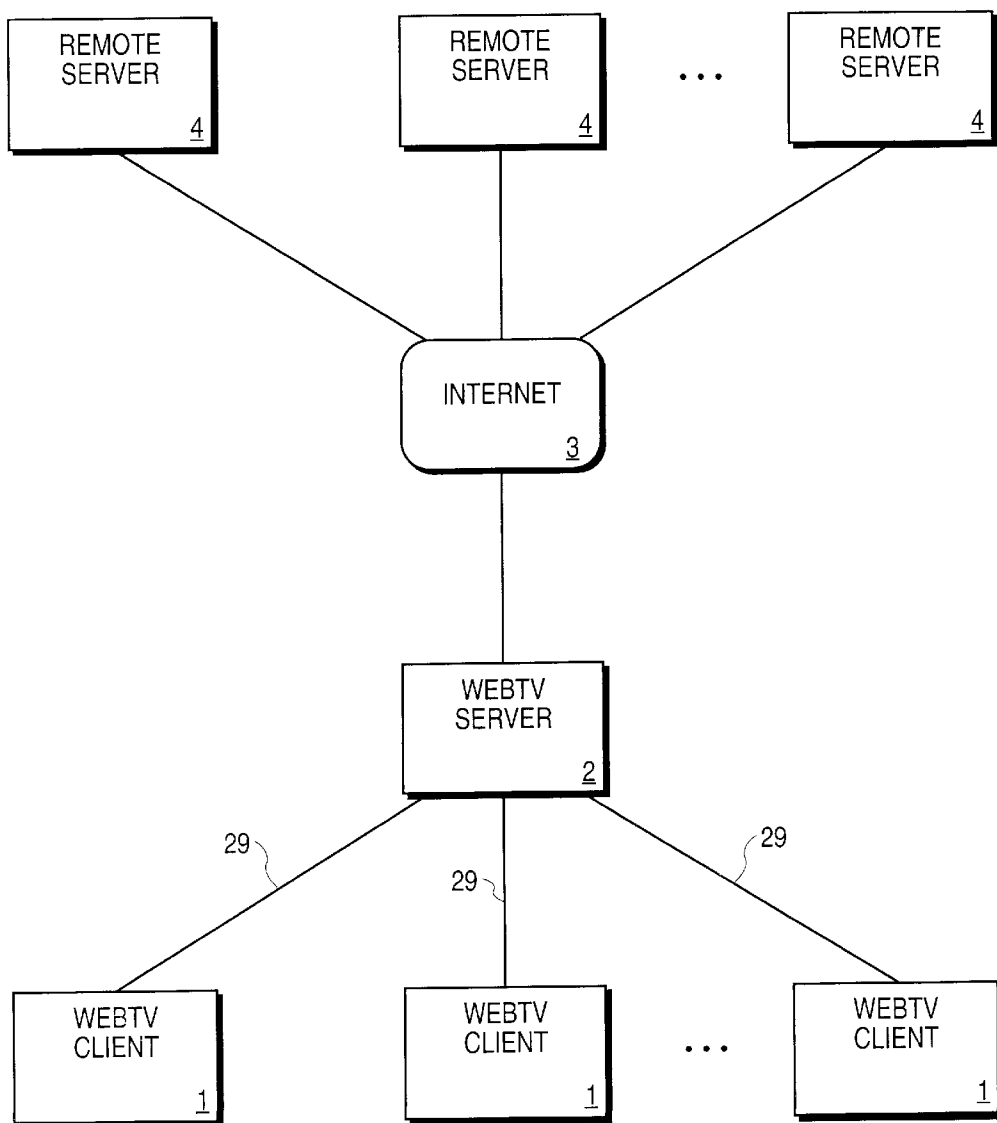 REMOTE
SERVER
4
REMOTE
SERVER
4
...
REMOTE
SERVER
4
INTERNET
3
WEBTV
SERVER
2
29
29
29
WEBTV
CLIENT
1
WEBTV
CLIENT
1
...
WEBTV
CLIENT
1